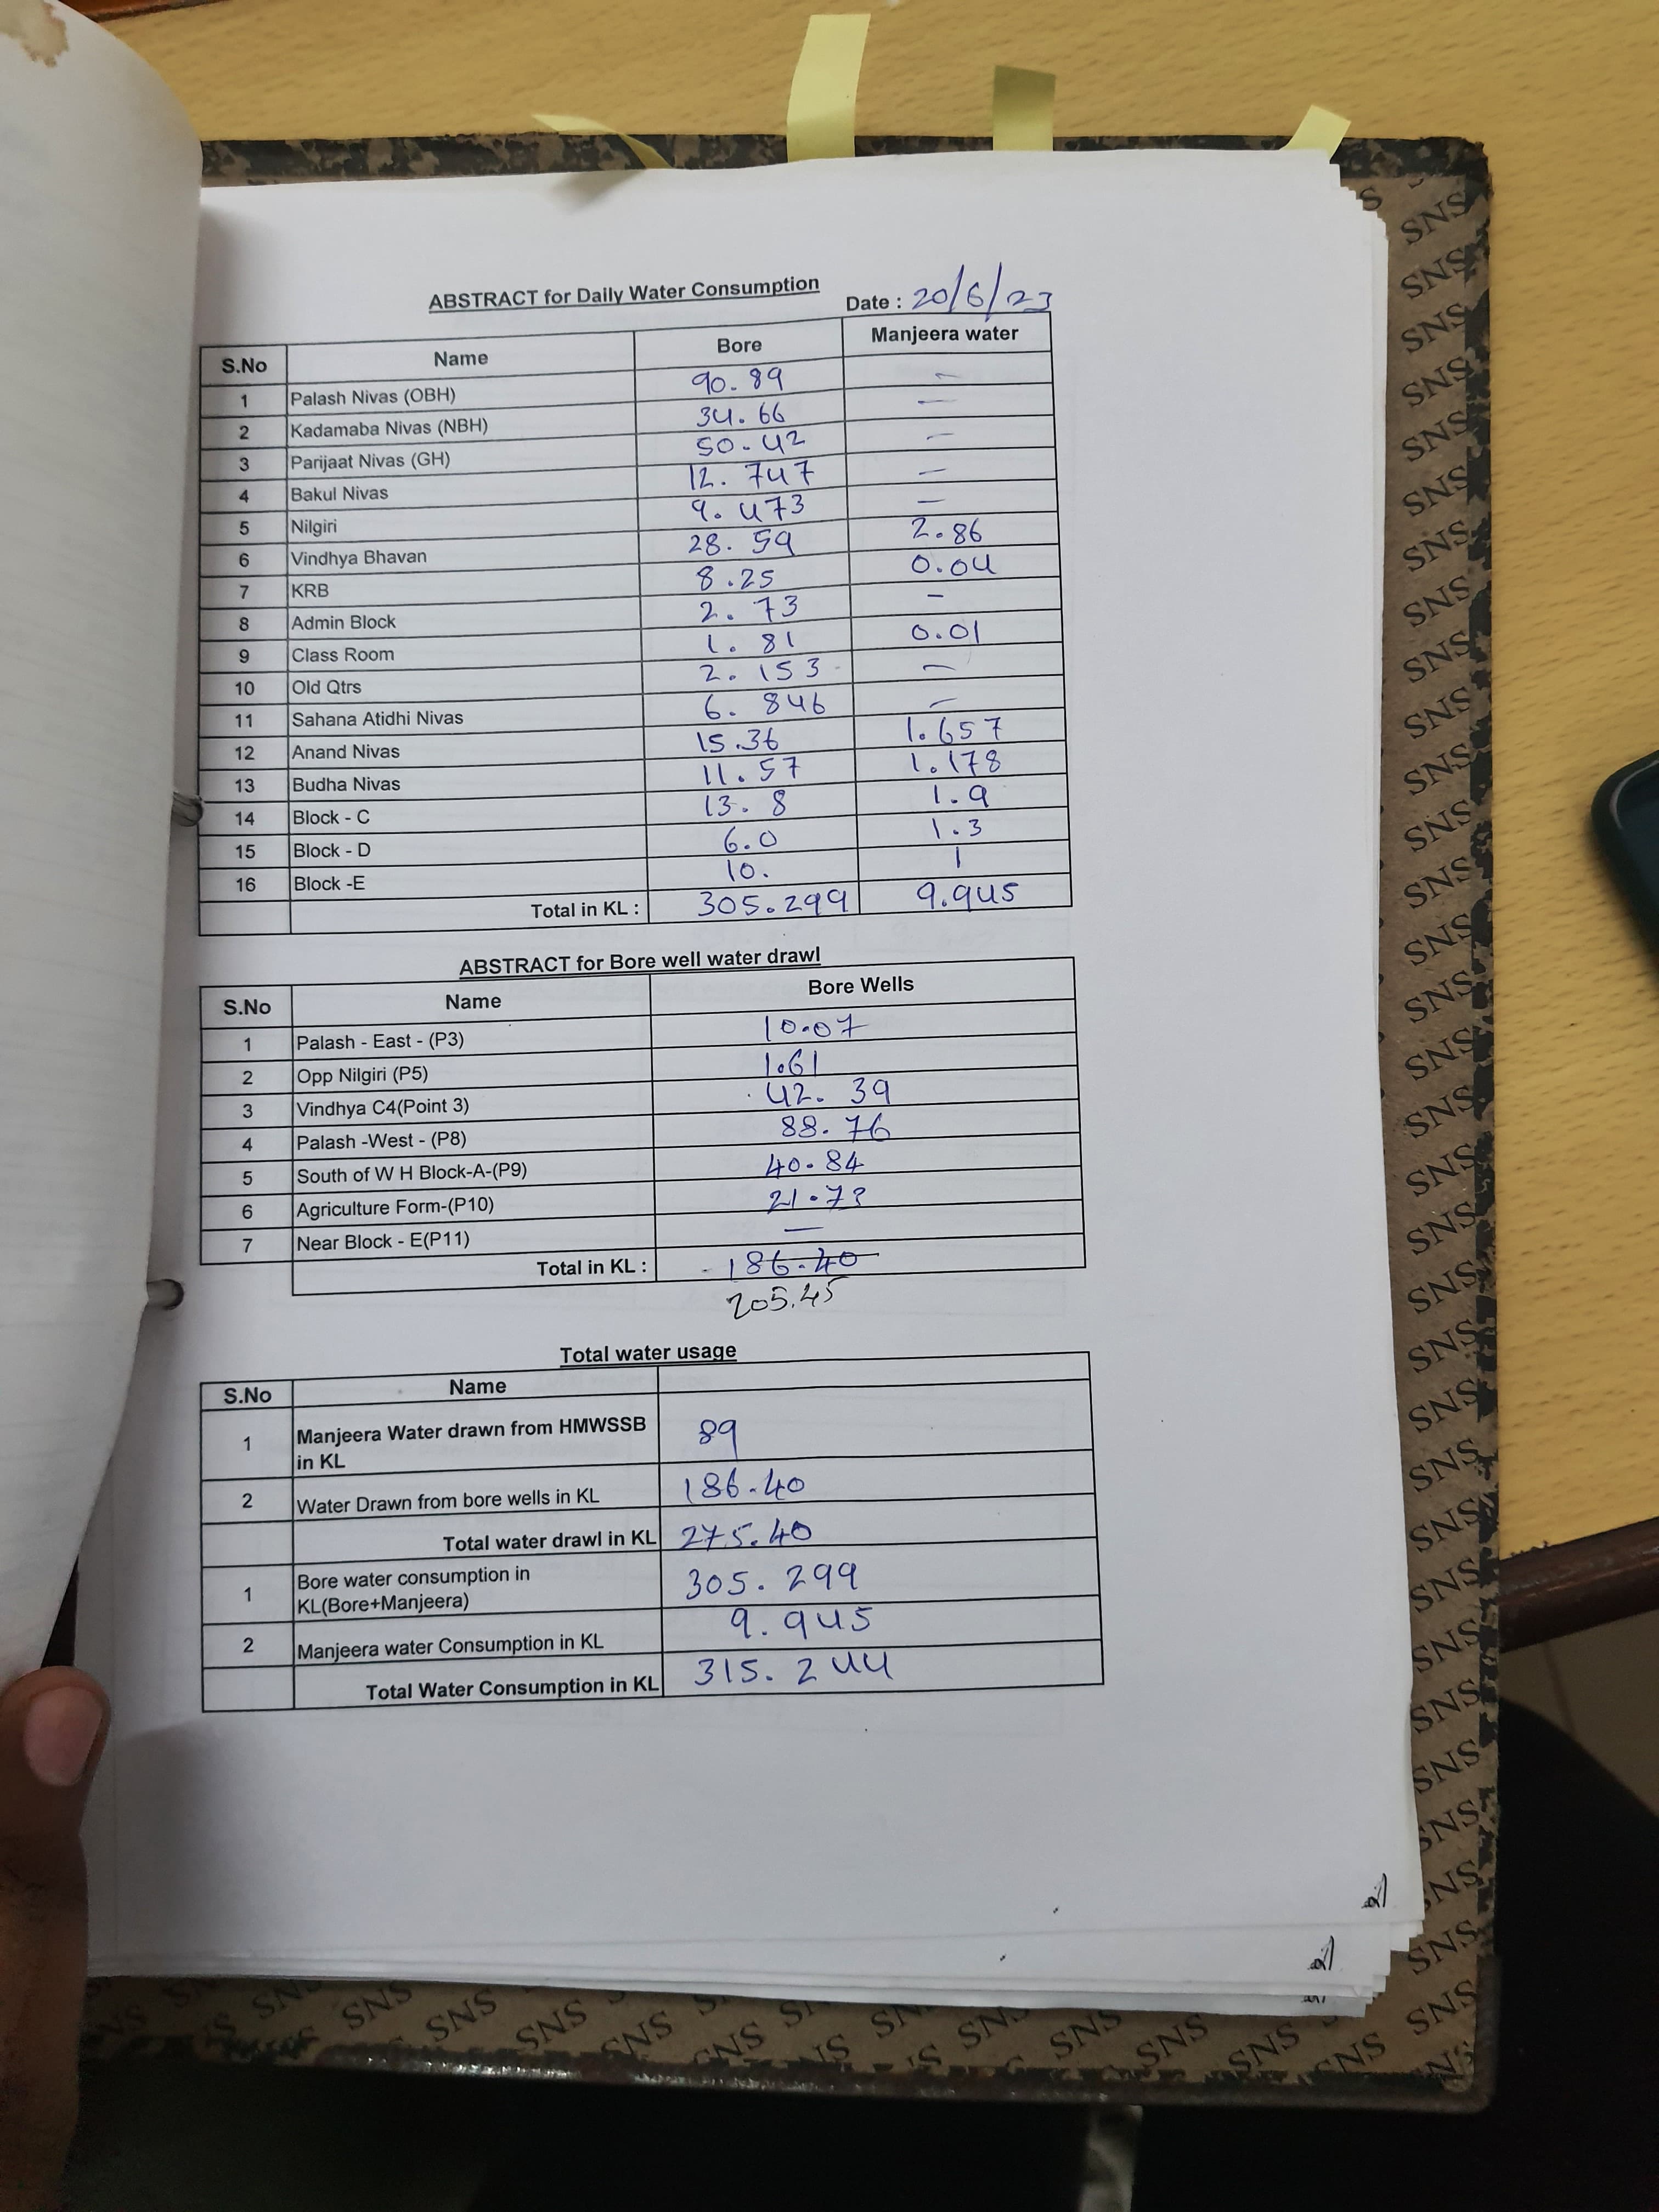 ABSTRACT for Daily Water Consumption
Date : 20/6/23
S.No Name Bore Manjeera water
1 Palash Nivas (OBH) 90.89 -
2 Kadamaba Nivas (NBH) 34.66 -
3 Parijaat Nivas (GH) 50.42 -
4 Bakul Nivas 12.747 -
5 Nilgiri 9.473 -
6 Vindhya Bhavan 28.59 2.86
7 KRB 8.25 0.04
8 Admin Block 2.73 -
9 Class Room 1.81 0.01
10 Old Qtrs 2.153 -
11 Sahana Atidhi Nivas 6.846 -
12 Anand Nivas 15.36 1.657
13 Budha Nivas 11.57 1.178
14 Block - C 13.8 1.9
15 Block - D 6.0 1.3
16 Block -E 10. 1
Total in KL : 305.299 9.945
ABSTRACT for Bore well water drawl
S.No Name Bore Wells
1 Palash - East - (P3) 10.07
2 Opp Nilgiri (P5) 1.61
3 Vindhya C4(Point 3) 42.39
4 Palash -West - (P8) 88.76
5 South of W H Block-A-(P9) 40.84
6 Agriculture Form-(P10) 21.73
7 Near Block - E(P11) —
Total in KL : 186.40
205.45
Total water usage
S.No Name
1 Manjeera Water drawn from HMWSSB
in KL 89
2 Water Drawn from bore wells in KL 186.40
Total water drawl in KL 275.40
1 Bore water consumption in
KL(Bore+Manjeera) 305.299
2 Manjeera water Consumption in KL 9.945
Total Water Consumption in KL 315.244
SNS